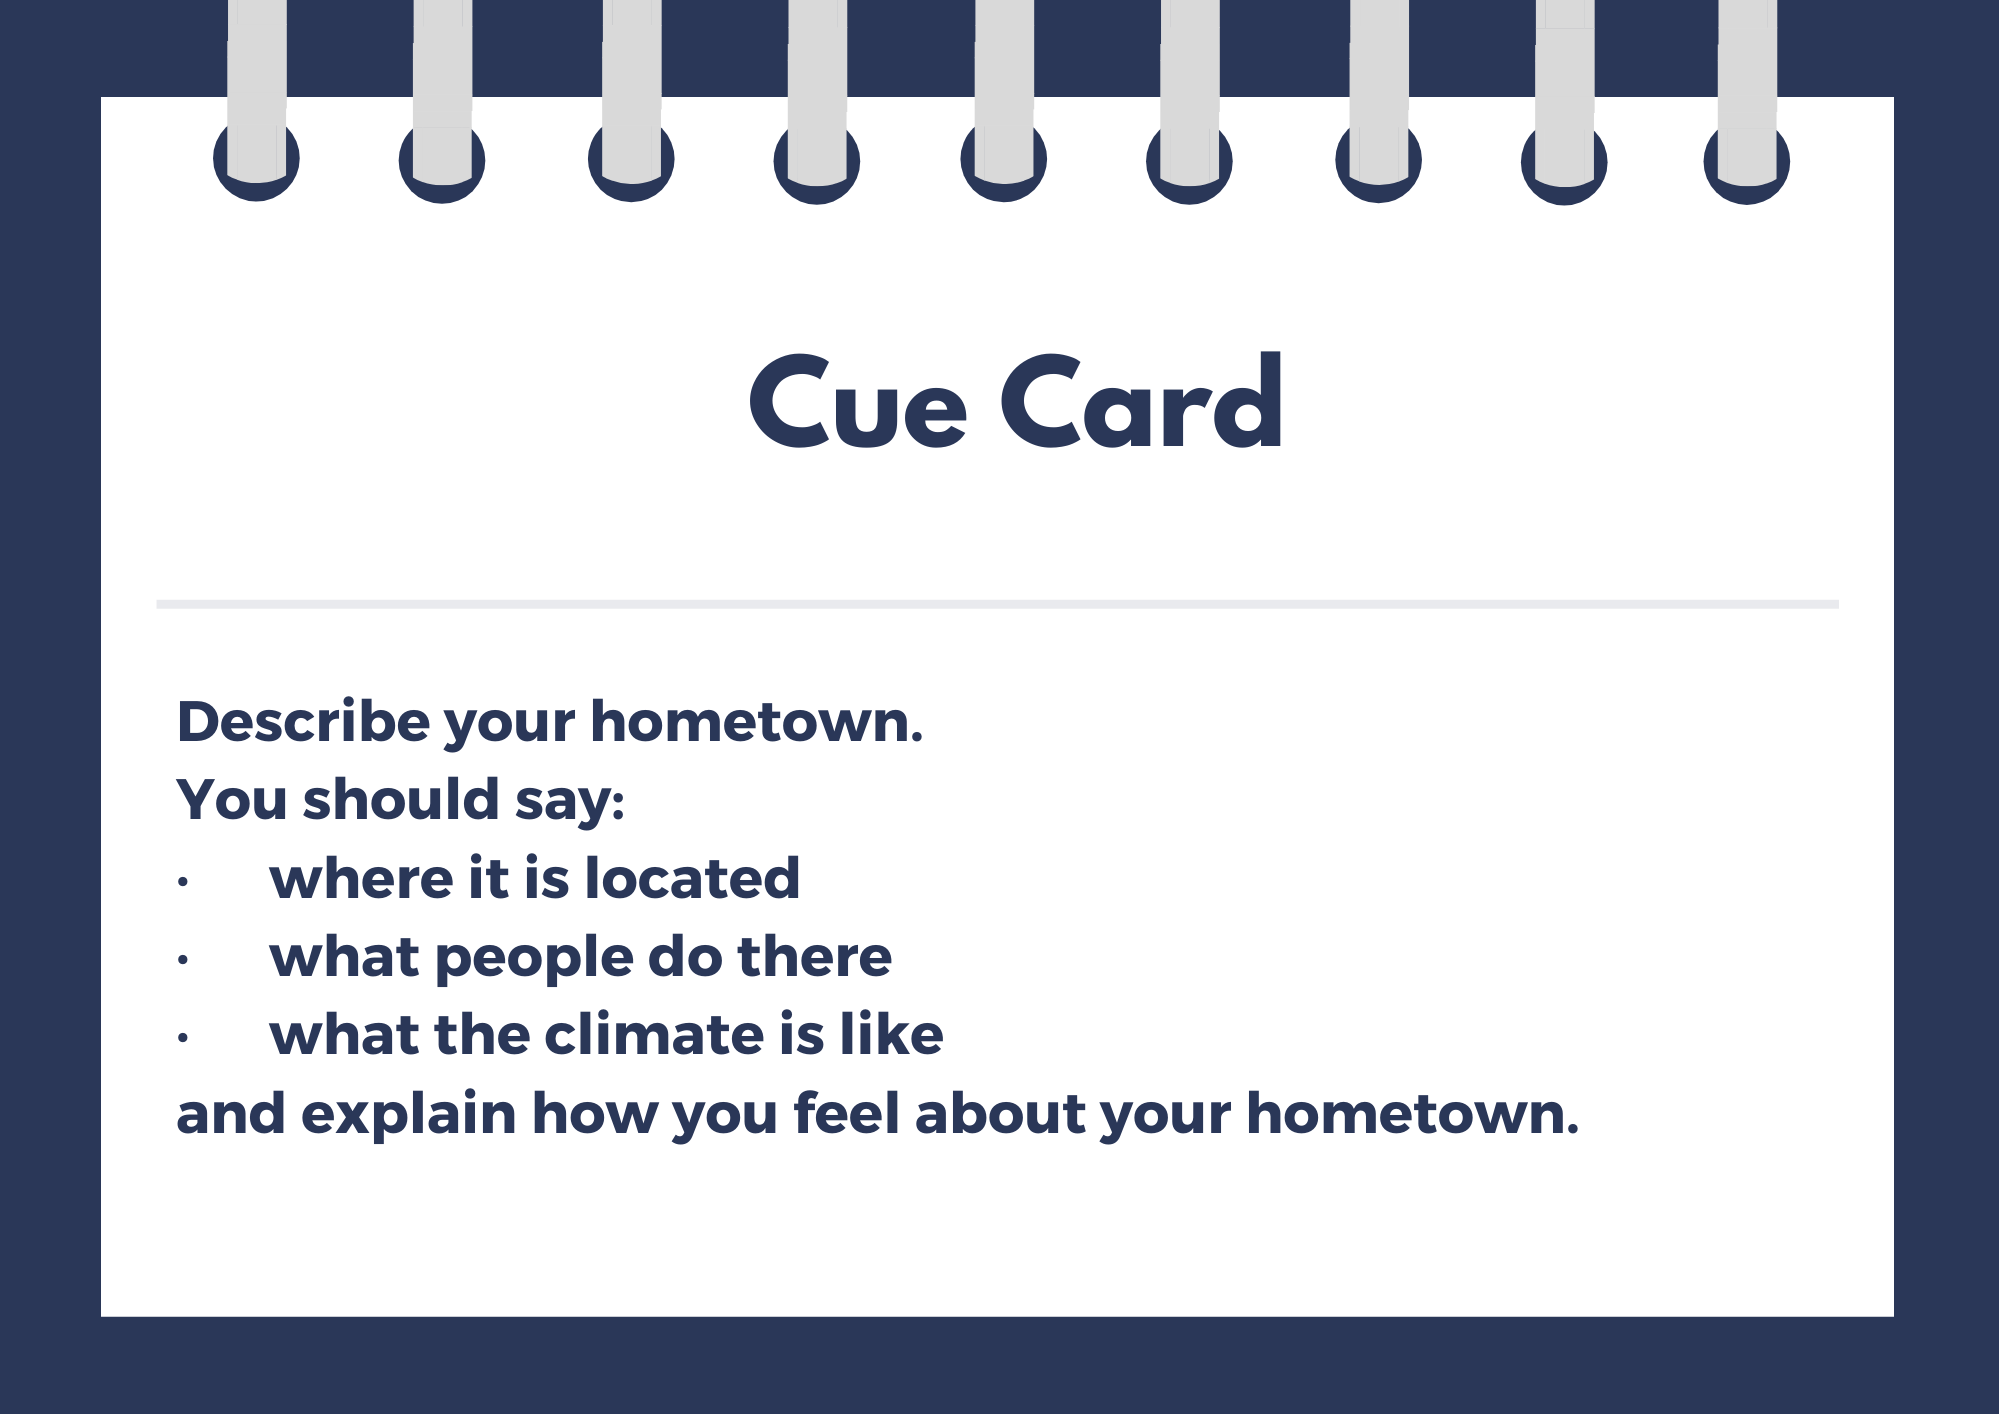 Cue Card
Describe your hometown.
You should say:
· where it is located
· what people do there
· what the climate is like
and explain how you feel about your hometown.